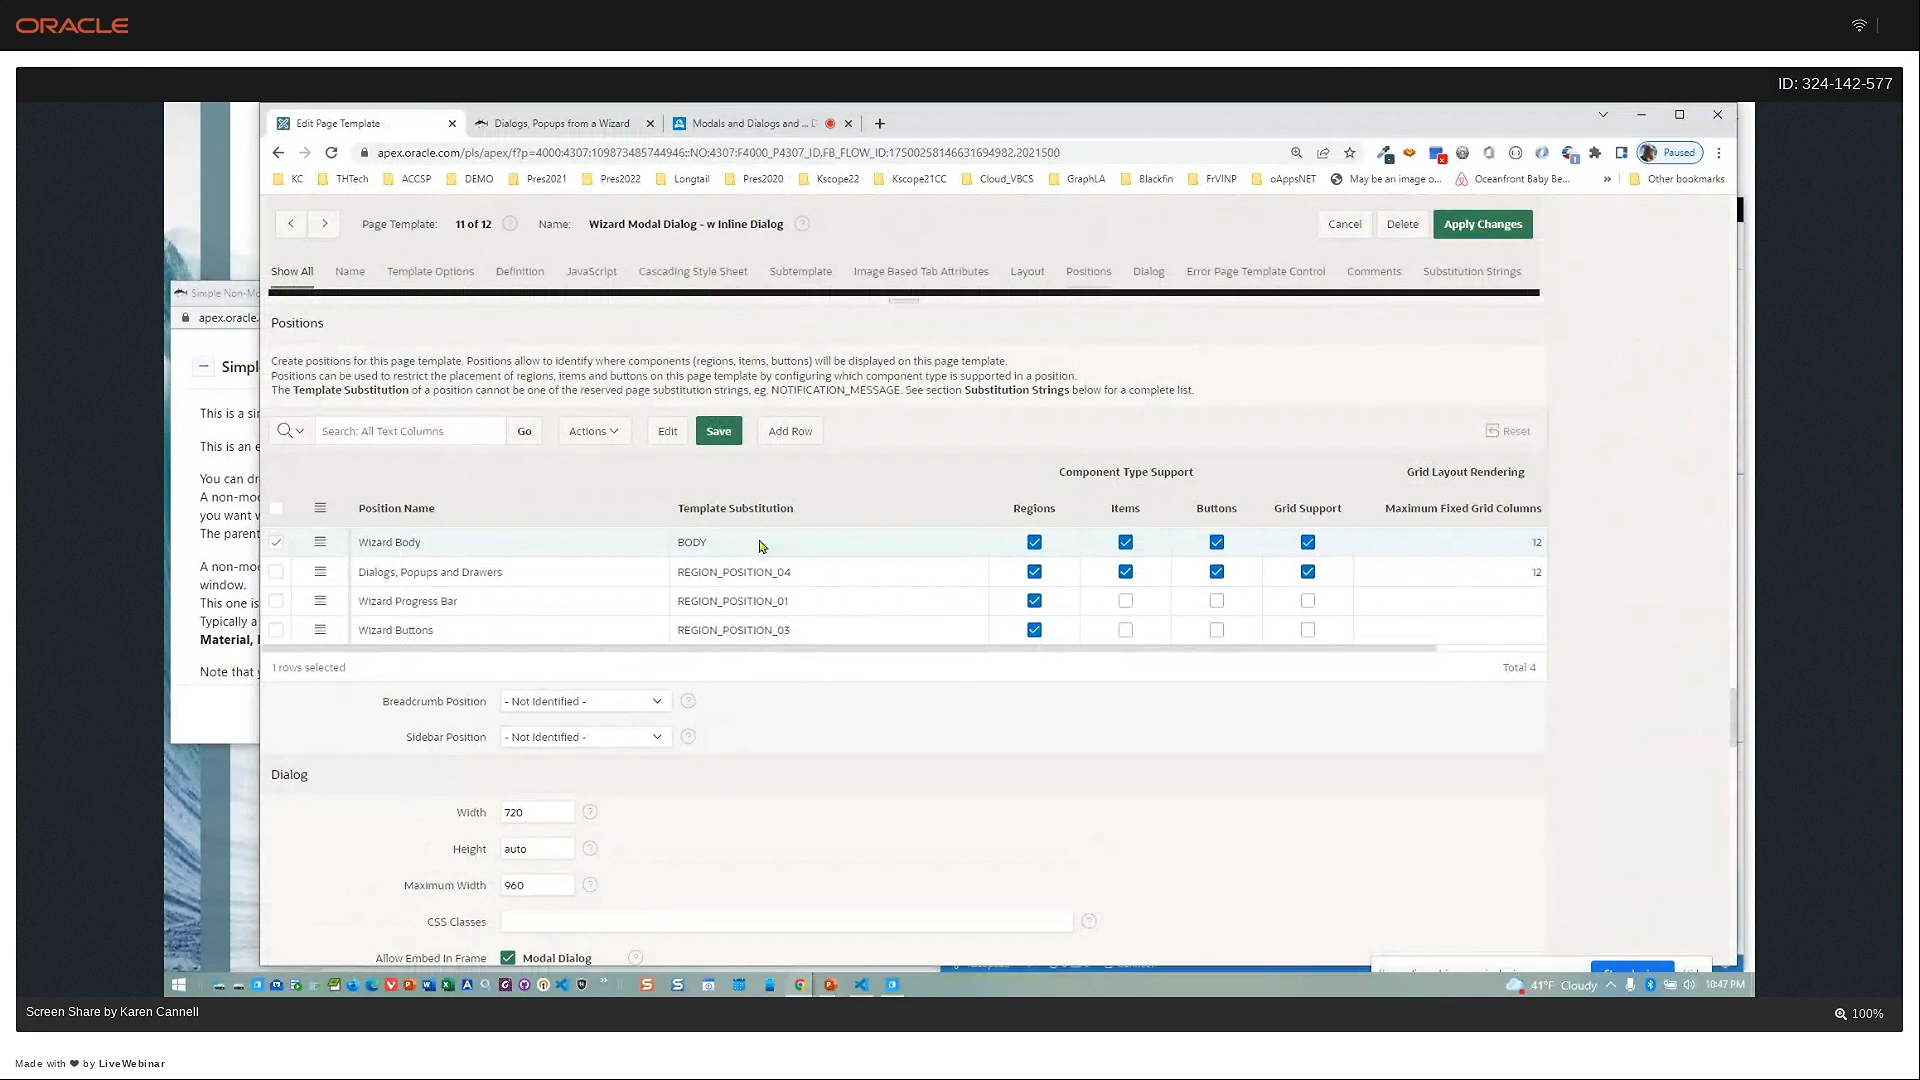 ORACLE
ID: 324-142-577
Edit Page Template
Dialogs, Popups from a Wizard
Modals and Dialogs and ...
apex.oracle.com/pls/apex/f?p=4000:4307:109873485744946::NO:4307:F4000_P4307_ID,FB_FLOW_ID:17500258146631694982,2021500
Paused
KC THTech ACCSP DEMO Pres2021 Pres2022 Longtail Pres2020 Kscope22 Kscope21CC Cloud_VBCS GraphLA Blackfin FrVINP oAppsNET May be an image o... Oceanfront Baby Be... » Other bookmarks
Page Template: 11 of 12 Name: Wizard Modal Dialog - w Inline Dialog Cancel Delete Apply Changes
Show All Name Template Options Definition JavaScript Cascading Style Sheet Subtemplate Image Based Tab Attributes Layout Positions Dialog Error Page Template Control Comments Substitution Strings
Simple Non-Mo
apex.oracle.
Simpl
This is a si
This is an e
You can dr
A non-mo
you want
The paren
A non-mo
window.
This one is
Typically a
Material,
Note that
Positions
Create positions for this page template. Positions allow to identify where components (regions, items, buttons) will be displayed on this page template.
Positions can be used to restrict the placement of regions, items and buttons on this page template by configuring which component type is supported in a position.
The Template Substitution of a position cannot be one of the reserved page substitution strings, eg. NOTIFICATION_MESSAGE. See section Substitution Strings below for a complete list.
Search: All Text Columns Go Actions Edit Save Add Row Reset
Component Type Support Grid Layout Rendering
Position Name Template Substitution Regions Items Buttons Grid Support Maximum Fixed Grid Columns
Wizard Body BODY 12
Dialogs, Popups and Drawers REGION_POSITION_04 12
Wizard Progress Bar REGION_POSITION_01
Wizard Buttons REGION_POSITION_03
1 rows selected Total 4
Breadcrumb Position - Not Identified -
Sidebar Position - Not Identified -
Dialog
Width 720
Height auto
Maximum Width 960
CSS Classes
Allow Embed In Frame Modal Dialog
41°F Cloudy 10:47 PM
Screen Share by Karen Cannell
100%
Made with ❤ by LiveWebinar